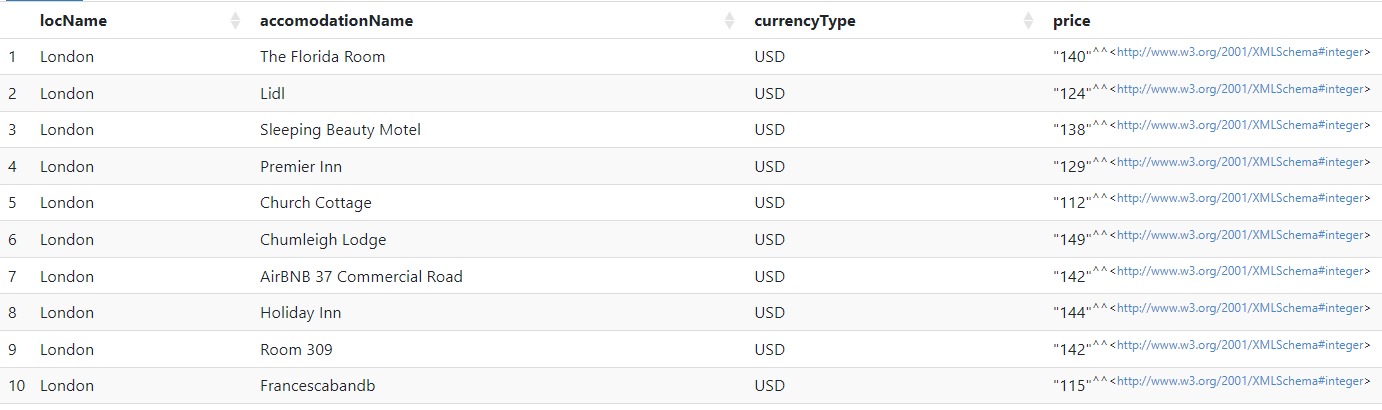 locName accomodationName currencyType price
1 London The Florida Room USD "140"^^<http://www.w3.org/2001/XMLSchema#integer>
2 London Lidl USD "124"^^<http://www.w3.org/2001/XMLSchema#integer>
3 London Sleeping Beauty Motel USD "138"^^<http://www.w3.org/2001/XMLSchema#integer>
4 London Premier Inn USD "129"^^<http://www.w3.org/2001/XMLSchema#integer>
5 London Church Cottage USD "112"^^<http://www.w3.org/2001/XMLSchema#integer>
6 London Chumleigh Lodge USD "149"^^<http://www.w3.org/2001/XMLSchema#integer>
7 London AirBNB 37 Commercial Road USD "142"^^<http://www.w3.org/2001/XMLSchema#integer>
8 London Holiday Inn USD "144"^^<http://www.w3.org/2001/XMLSchema#integer>
9 London Room 309 USD "142"^^<http://www.w3.org/2001/XMLSchema#integer>
10 London Francescabandb USD "115"^^<http://www.w3.org/2001/XMLSchema#integer>